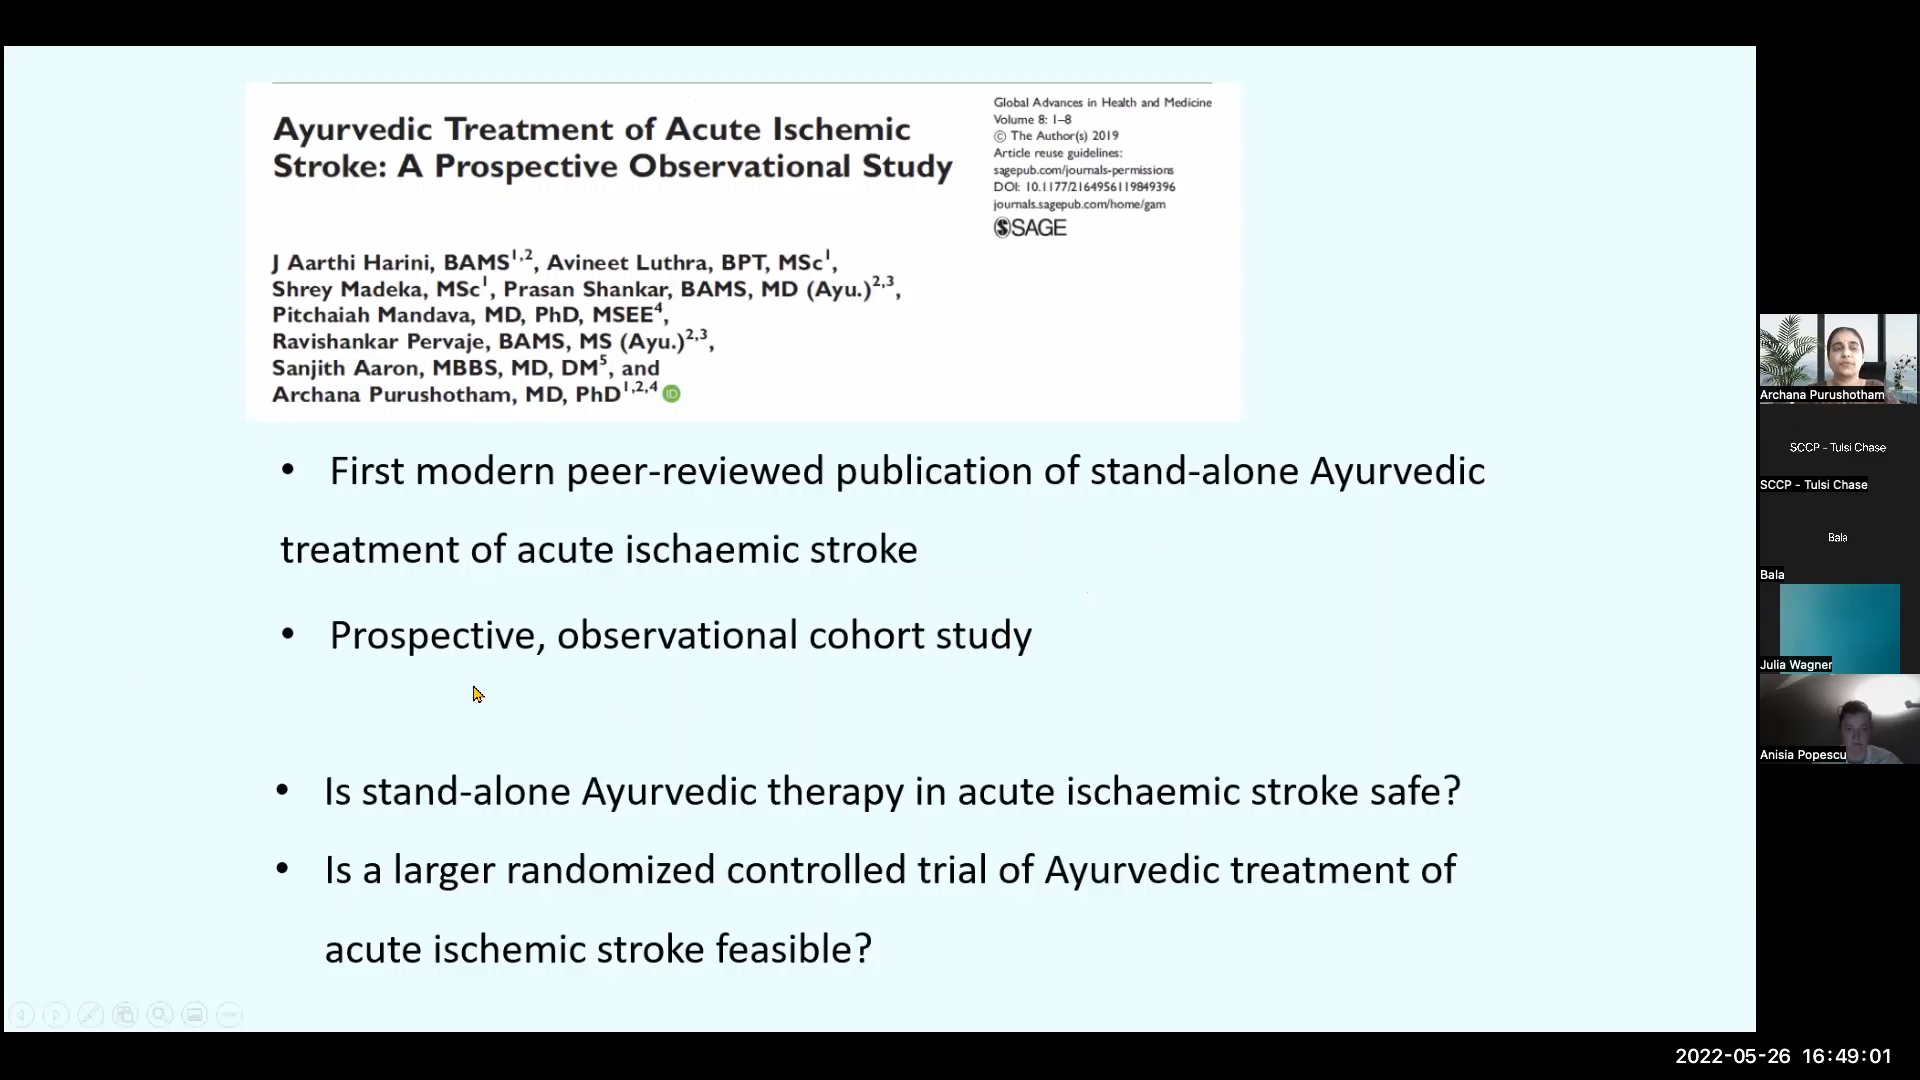 Ayurvedic Treatment of Acute Ischemic
Stroke: A Prospective Observational Study
Global Advances in Health and Medicine
Volume 8: 1–8
© The Author(s) 2019
Article reuse guidelines:
sagepub.com/journals-permissions
DOI: 10.1177/2164956119849396
journals.sagepub.com/home/gam
SAGE
J Aarthi Harini, BAMS1,2, Avineet Luthra, BPT, MSc1,
Shrey Madeka, MSc1, Prasan Shankar, BAMS, MD (Ayu.)2,3,
Pitchaiah Mandava, MD, PhD, MSEE4,
Ravishankar Pervaje, BAMS, MS (Ayu.)2,3,
Sanjith Aaron, MBBS, MD, DM5, and
Archana Purushotham, MD, PhD1,2,4 iD
• First modern peer-reviewed publication of stand-alone Ayurvedic
treatment of acute ischaemic stroke
• Prospective, observational cohort study
• Is stand-alone Ayurvedic therapy in acute ischaemic stroke safe?
• Is a larger randomized controlled trial of Ayurvedic treatment of
acute ischemic stroke feasible?
Archana Purushotham
SCCP - Tulsi Chase
SCCP - Tulsi Chase
Bala
Bala
Julia Wagner
Anisia Popescu
2022-05-26 16:49:01